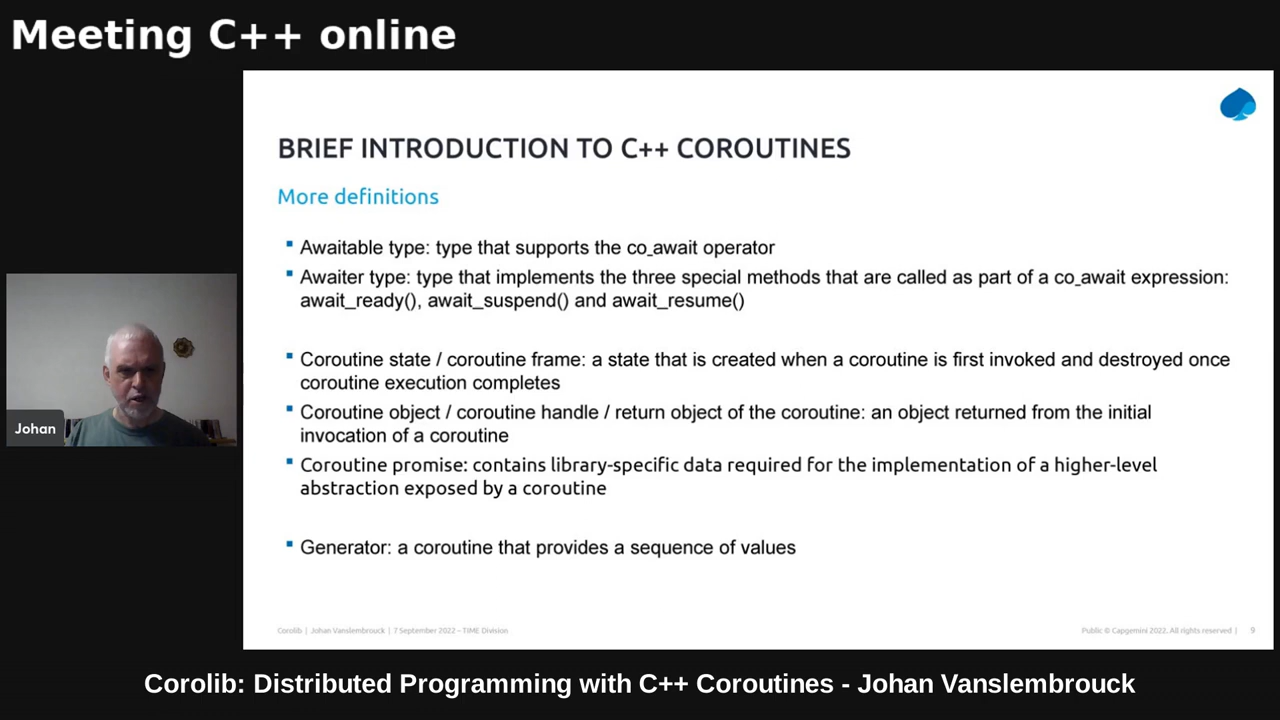 Meeting C++ online
BRIEF INTRODUCTION TO C++ COROUTINES
More definitions
Awaitable type: type that supports the co_await operator
Awaiter type: type that implements the three special methods that are called as part of a co_await expression:
await_ready(), await_suspend() and await_resume()
Coroutine state / coroutine frame: a state that is created when a coroutine is first invoked and destroyed once
coroutine execution completes
Coroutine object / coroutine handle / return object of the coroutine: an object returned from the initial
invocation of a coroutine
Coroutine promise: contains library-specific data required for the implementation of a higher-level
abstraction exposed by a coroutine
Generator: a coroutine that provides a sequence of values
Johan
Corolib | Johan Vanslembrouck | 7 September 2022 – TIME Division
Public © Capgemini 2022. All rights reserved | 9
Corolib: Distributed Programming with C++ Coroutines - Johan Vanslembrouck